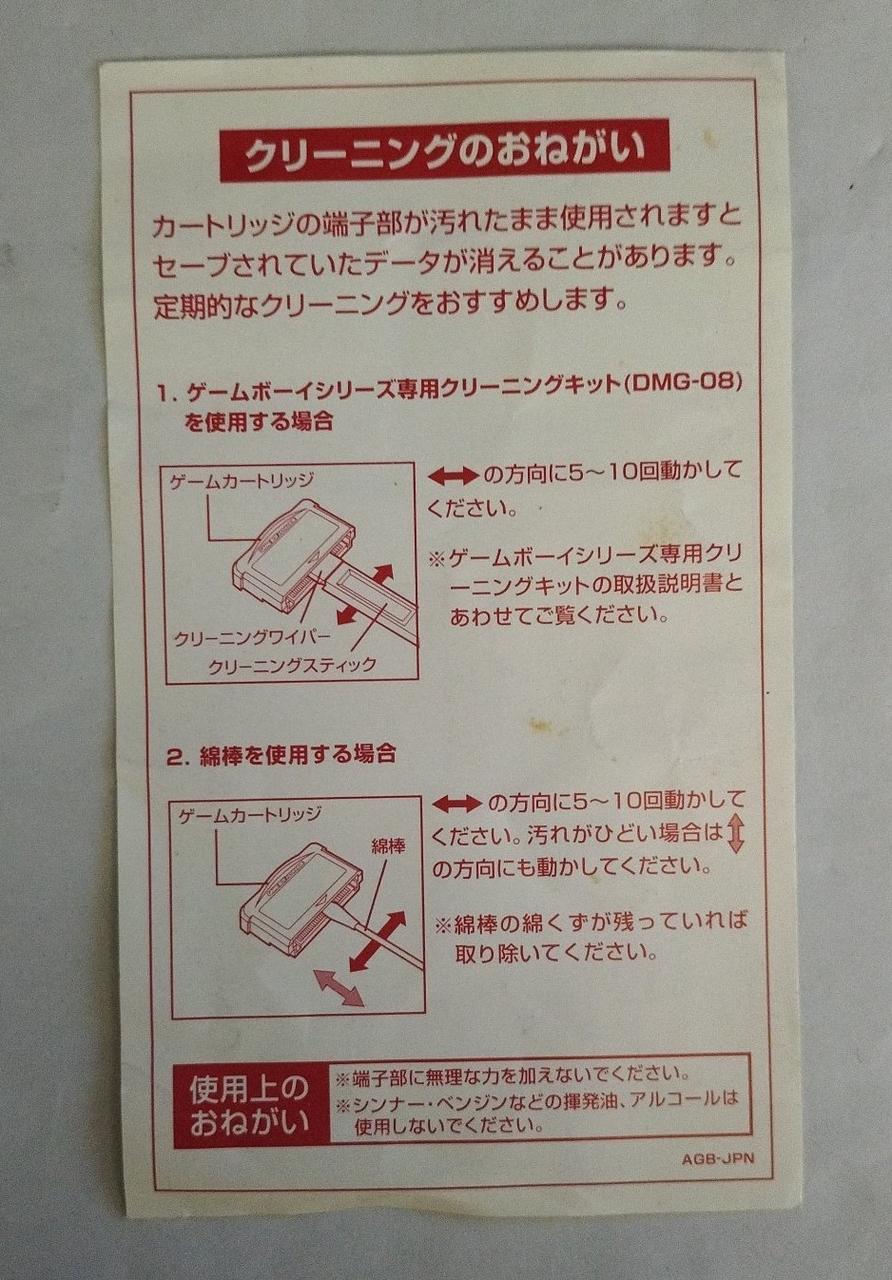 クリーニングのおねがい
カートリッジの端子部が汚れたまま使用されますと
セーブされていたデータが消えることがあります。
定期的なクリーニングをおすすめします。
1. ゲームボーイシリーズ専用クリーニングキット(DMG-08)
を使用する場合
ゲームカートリッジ
クリーニングワイパー
クリーニングスティック
の方向に5～10回動かして
ください。
※ゲームボーイシリーズ専用クリ
ーニングキットの取扱説明書と
あわせてご覧ください。
2. 綿棒を使用する場合
ゲームカートリッジ
綿棒
の方向に5～10回動かして
ください。汚れがひどい場合は
の方向にも動かしてください。
※綿棒の綿くずが残っていれば
取り除いてください。
使用上の
おねがい
※端子部に無理な力を加えないでください。
※シンナー・ベンジンなどの揮発油、アルコールは
使用しないでください。
AGB-JPN